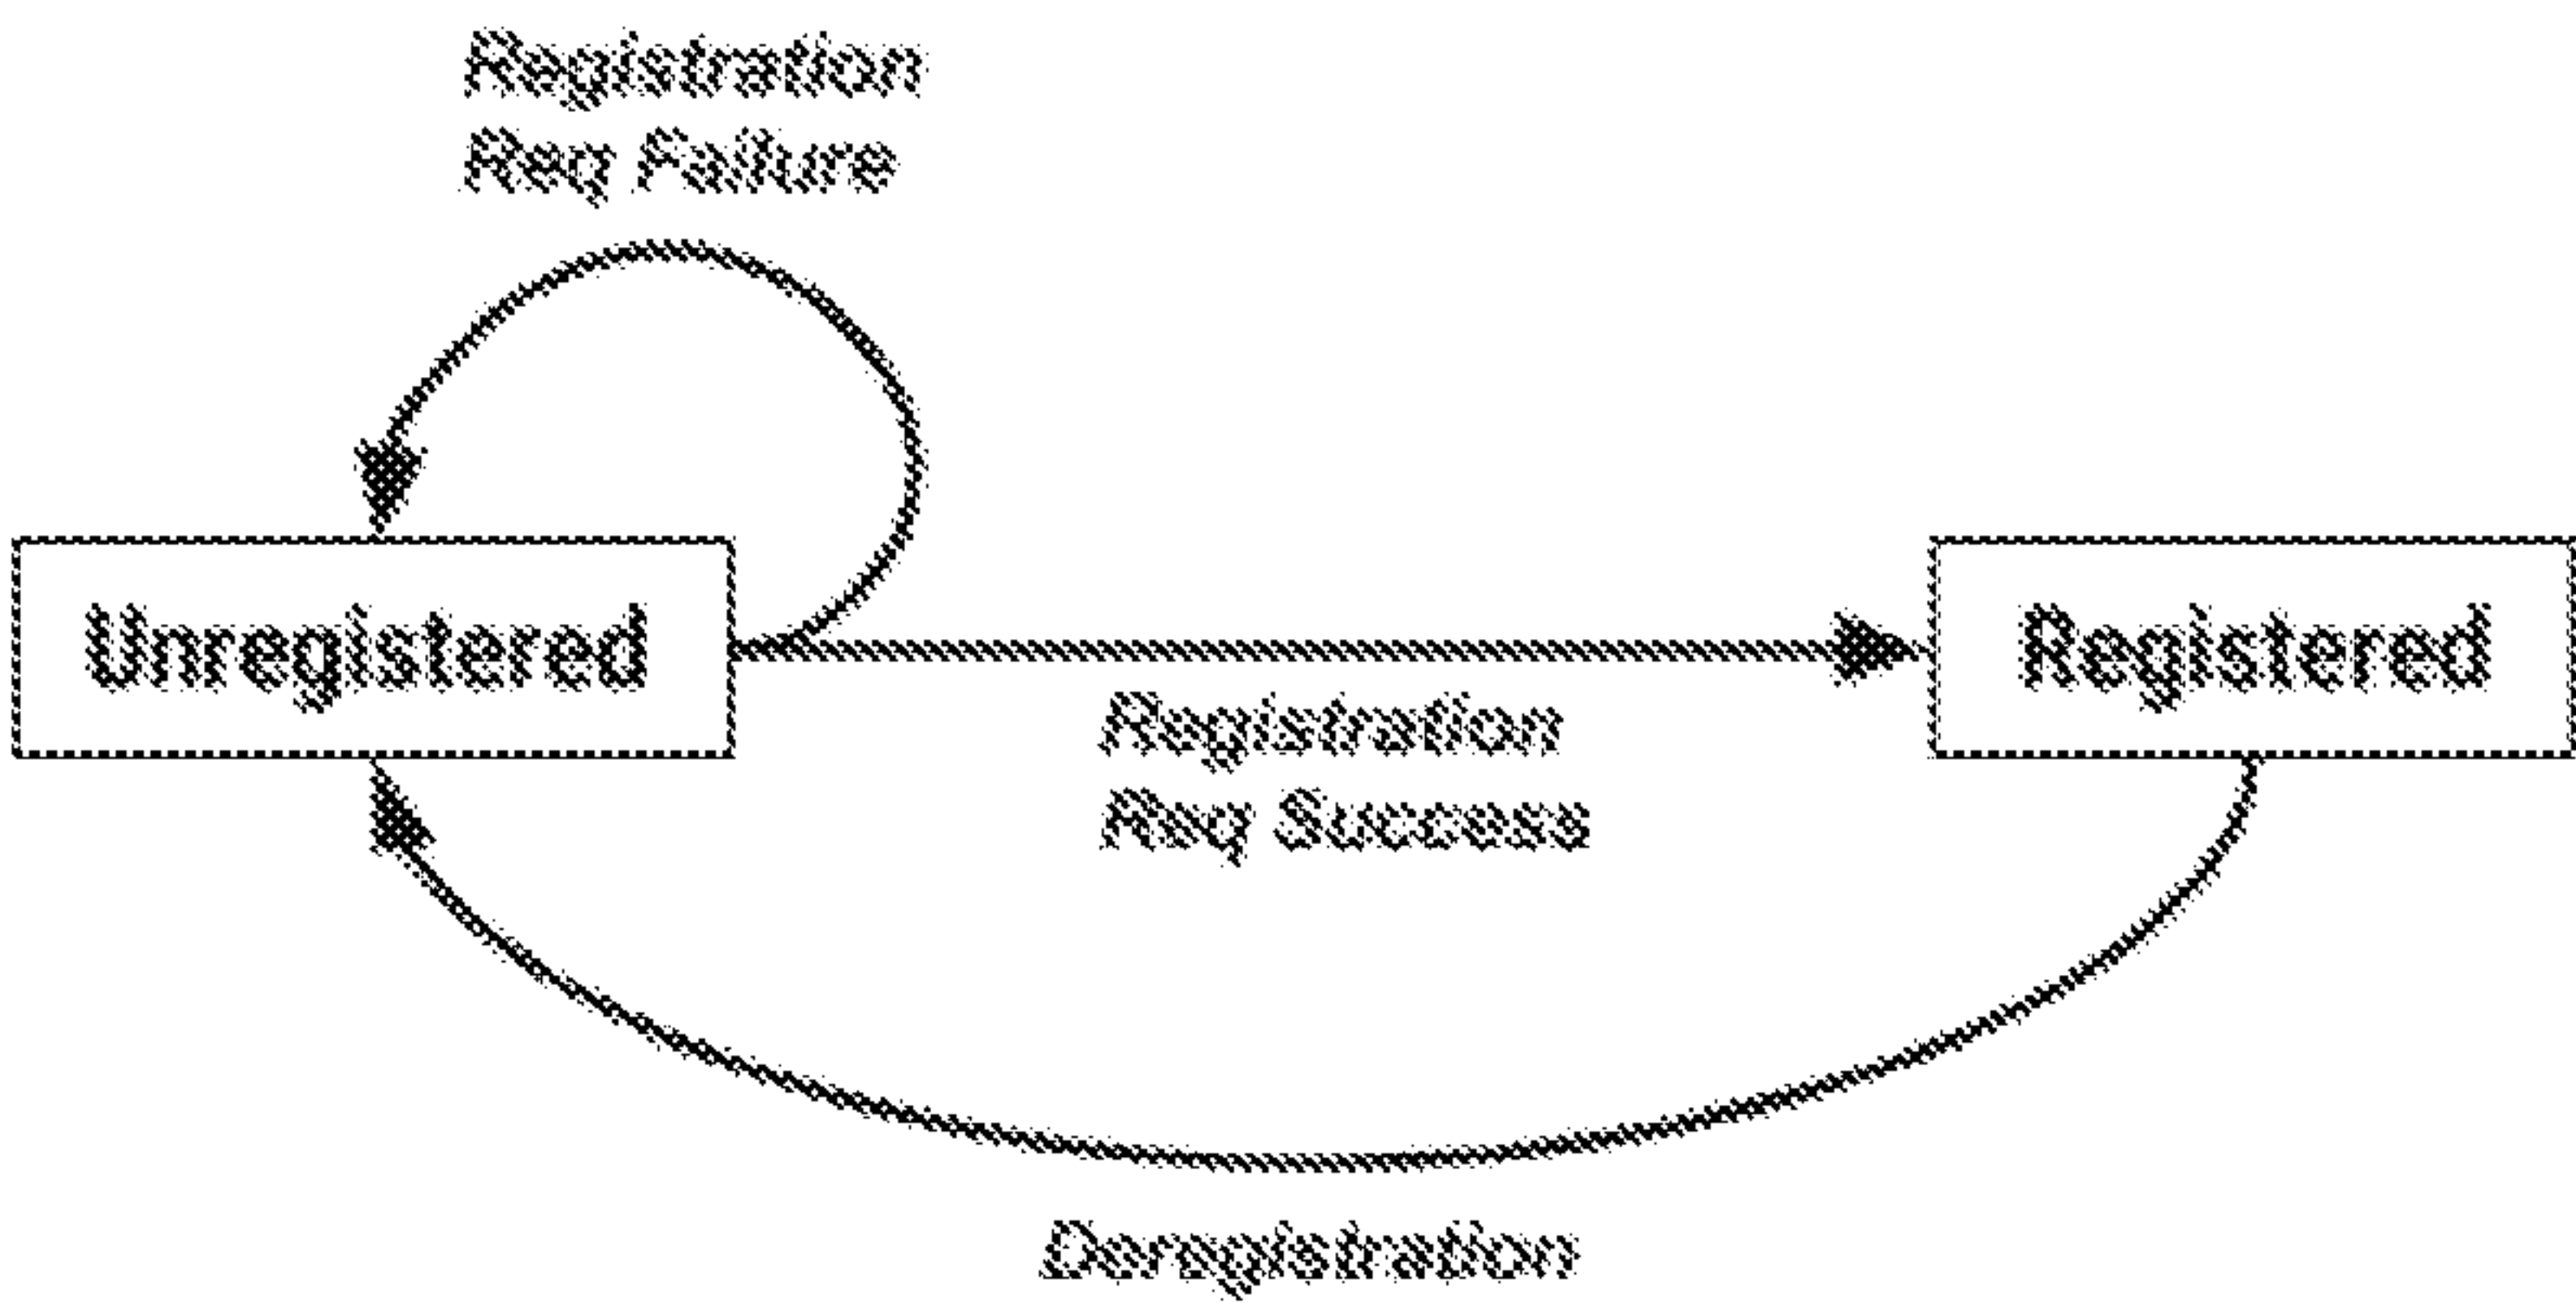 Registration
Req Failure
Unregistered
Registered
Registration
Req Success
Deregistration